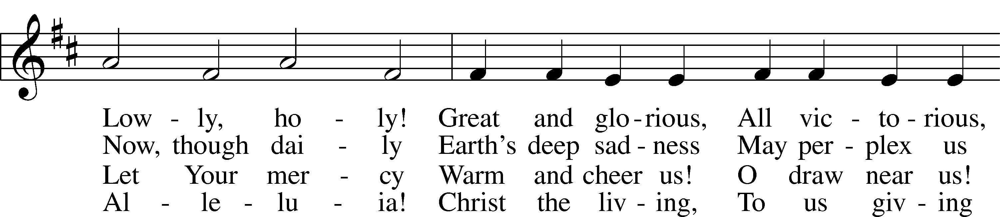 Low - ly, ho - ly! Great and glo - rious, All vic - to - rious,
Now, though dai - ly Earth's deep sad - ness May per - plex us
Let Your mer - cy Warm and cheer us! O draw near us!
Al - le - lu - ia! Christ the liv - ing, To us giv - ing